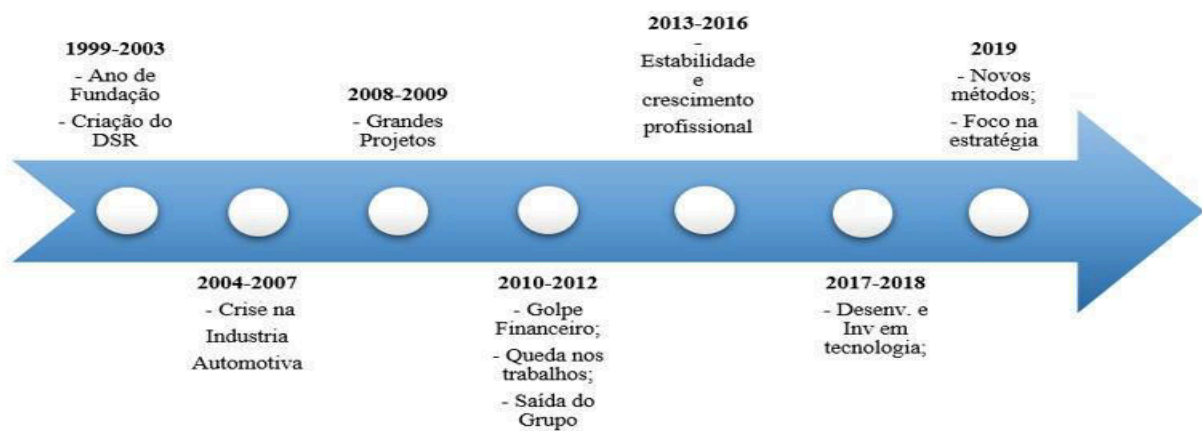 1999-2003
- Ano de
Fundação
- Criação do
DSR
2004-2007
- Crise na
Industria
Automotiva
2008-2009
- Grandes
Projetos
2010-2012
- Golpe
Financeiro;
- Queda nos
trabalhos;
- Saída do
Grupo
2013-2016
-
Estabilidade
e
crescimento
profissional
2017-2018
- Desenv. e
Inv em
tecnologia;
2019
- Novos
métodos;
- Foco na
estratégia